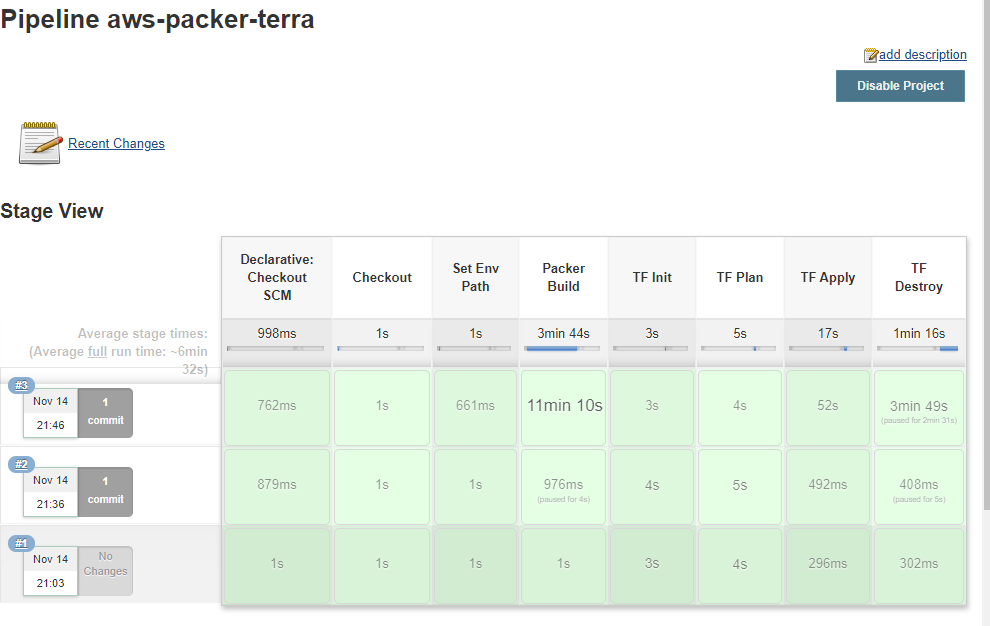 Pipeline aws-packer-terra
add description
Disable Project
Recent Changes
Stage View
Declarative:
Checkout
SCM
Checkout
Set Env
Path
Packer
Build
TF Init
TF Plan
TF Apply
TF
Destroy
Average stage times:
(Average full run time: ~6min
32s)
998ms
1s
1s
3min 44s
3s
5s
17s
1min 16s
#3
Nov 14
21:46
1
commit
762ms
1s
661ms
11min 10s
3s
4s
52s
3min 49s
(paused for 2min 31s)
#2
Nov 14
21:36
1
commit
879ms
1s
1s
976ms
(paused for 4s)
4s
5s
492ms
408ms
(paused for 5s)
#1
Nov 14
21:03
No
Changes
1s
1s
1s
1s
3s
4s
296ms
302ms